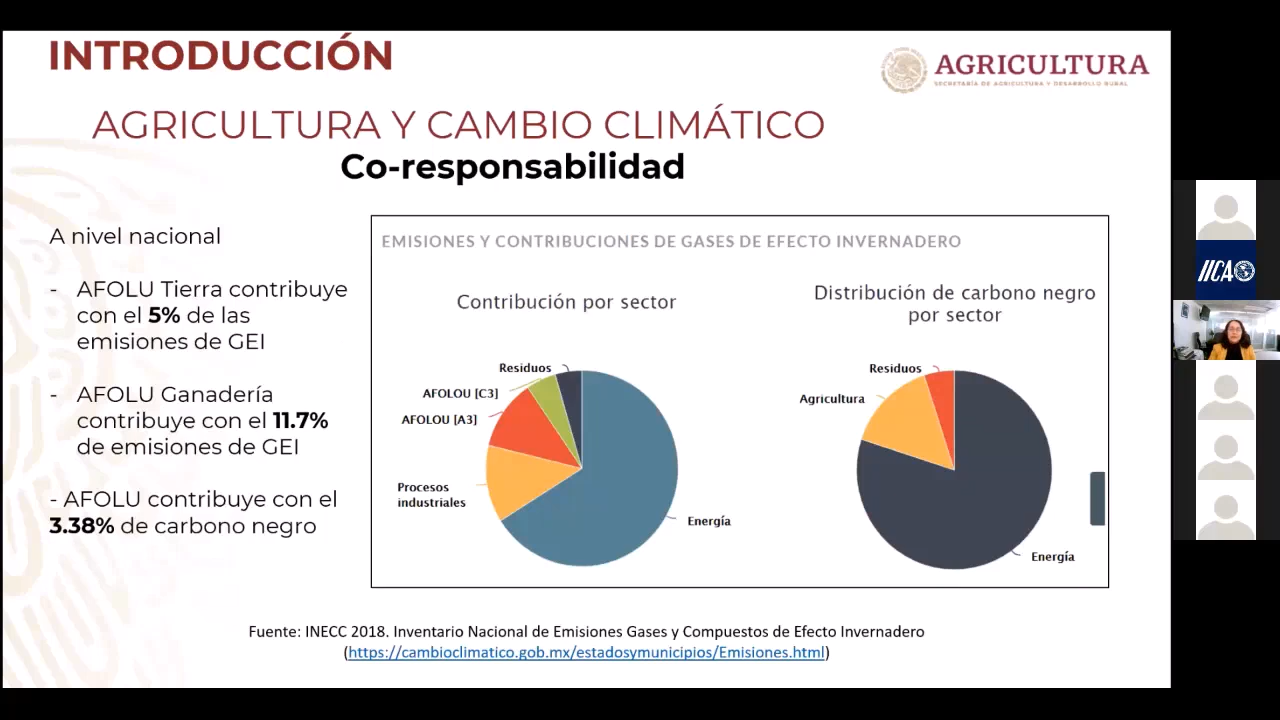 INTRODUCCIÓN
AGRICULTURA
SECRETARÍA DE AGRICULTURA Y DESARROLLO RURAL
AGRICULTURA Y CAMBIO CLIMÁTICO
Co-responsabilidad
A nivel nacional
- AFOLU Tierra contribuye
con el 5% de las
emisiones de GEI
- AFOLU Ganadería
contribuye con el 11.7%
de emisiones de GEI
- AFOLU contribuye con el
3.38% de carbono negro
EMISIONES Y CONTRIBUCIONES DE GASES DE EFECTO INVERNADERO
Contribución por sector
Residuos
AFOLOU [C3]
AFOLOU [A3]
Procesos
industriales
Energía
Distribución de carbono negro
por sector
Residuos
Agricultura
Energía
Fuente: INECC 2018. Inventario Nacional de Emisiones Gases y Compuestos de Efecto Invernadero
(https://cambioclimatico.gob.mx/estadosymunicipios/Emisiones.html)
IICA